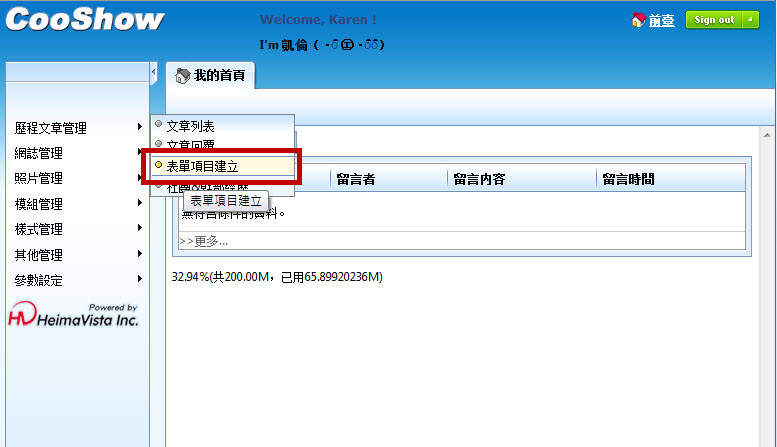 CooShow
Welcome, Karen !
前臺
Sign out
I'm 凱倫
我的首頁
歷程文章管理
網誌管理
照片管理
模組管理
樣式管理
其他管理
參數設定
Powered by
HeimaVista Inc.
文章列表
文章回覆
表單項目建立
表單項目建立
留言者
留言內容
留言時間
無符合條件的資料。
>>更多...
32.94%(共200.00M，已用65.89920236M)